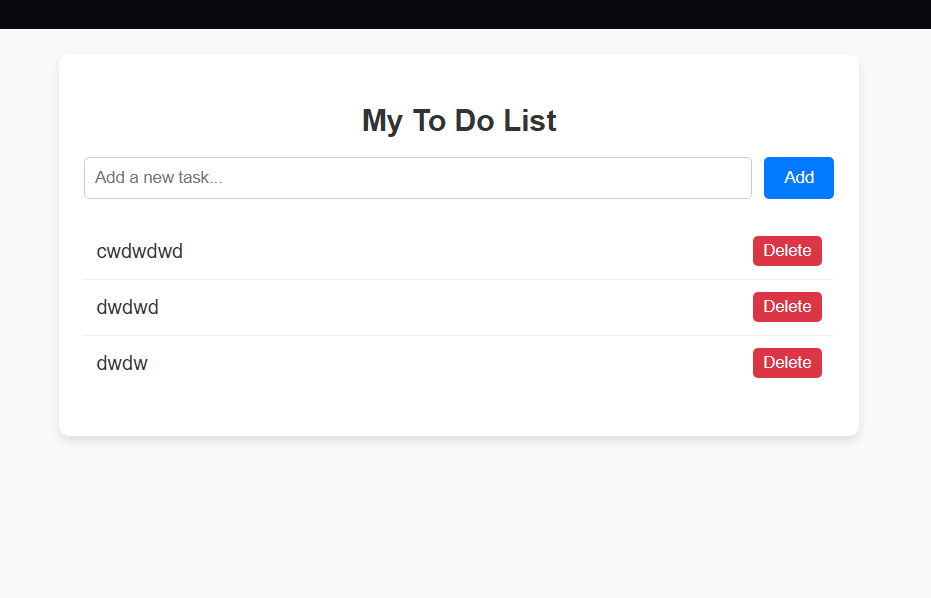 My To Do List
Add a new task...
Add
cwdwdwd
Delete
dwdwd
Delete
dwdw
Delete